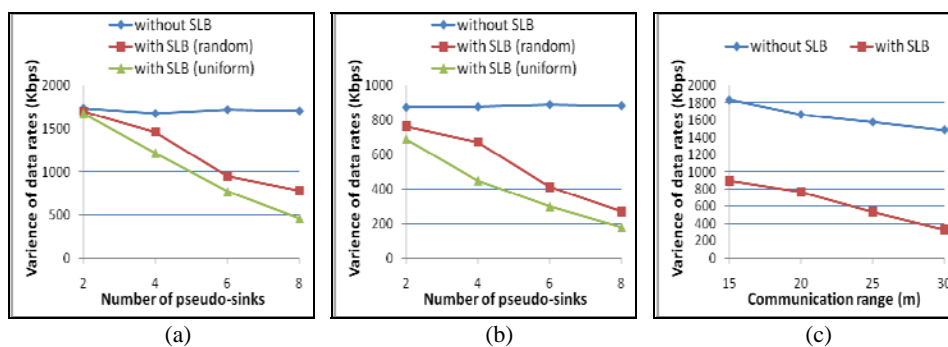 without SLB
with SLB (random)
with SLB (uniform)
Varience of data rates (Kbps)
2000
1500
1000
500
0
2 4 6 8
Number of pseudo-sinks
(a)
without SLB
with SLB (random)
with SLB (uniform)
Varience of data rates (Kbps)
1000
800
600
400
200
0
2 4 6 8
Number of pseudo-sinks
(b)
without SLB with SLB
Varience of data rates (Kbps)
2000
1800
1600
1400
1200
1000
800
600
400
200
0
15 20 25 30
Communication range (m)
(c)